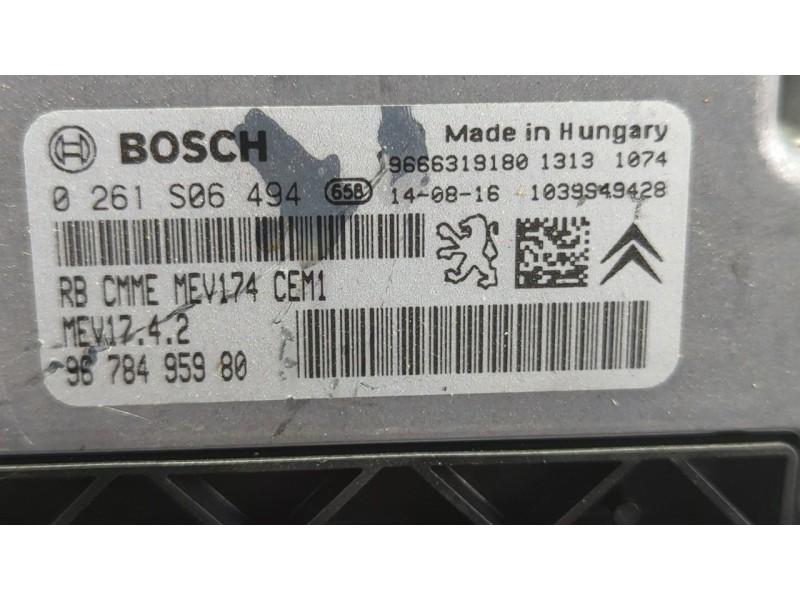 BOSCH
Made in Hungary
9666319180 1313 1074
0 261 S06 494 658 14-08-16 1039S49428
RB CMME MEV174 CEM1
MEV17.4.2
96 784 959 80